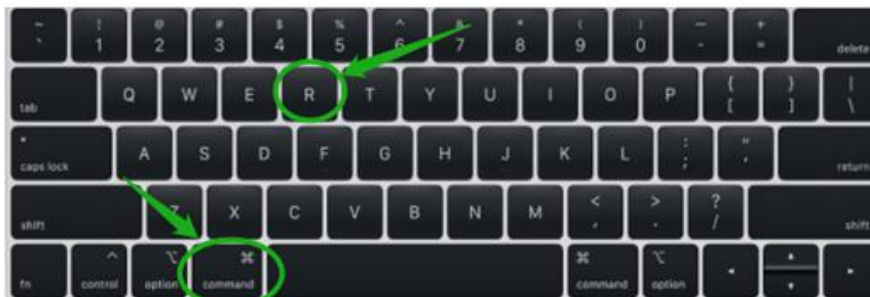 ~ ! @ # $ % ^ & * ( ) — +
` 1 2 3 4 5 6 7 8 9 0 - = delete
tab Q W E R T Y U I O P { [ } ] | \
caps lock A S D F G H J K L : ; " ' return
shift Z X C V B N M < , > . ? / shift
fn ^ control ⌥ option ⌘ command ⌘ command ⌥ option ◂ ▴ ▾ ▸